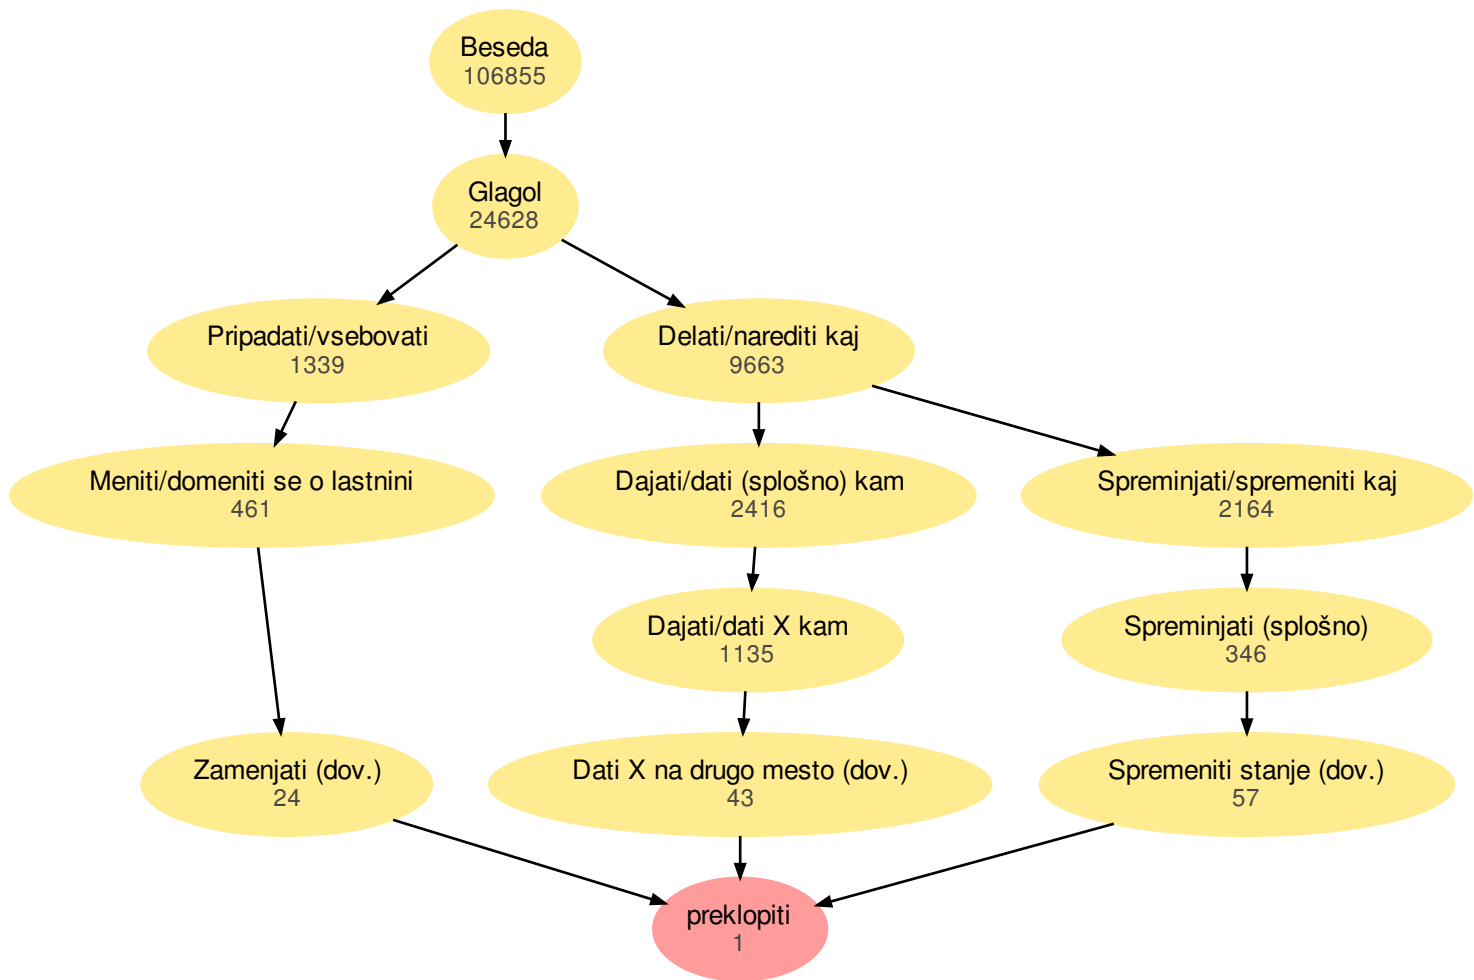 Beseda
106855
Glagol
24628
Pripadati/vsebovati
1339
Delati/narediti kaj
9663
Meniti/domeniti se o lastnini
461
Dajati/dati (splošno) kam
2416
Spreminjati/spremeniti kaj
2164
Dajati/dati X kam
1135
Spreminjati (splošno)
346
Zamenjati (dov.)
24
Dati X na drugo mesto (dov.)
43
Spremeniti stanje (dov.)
57
preklopiti
1